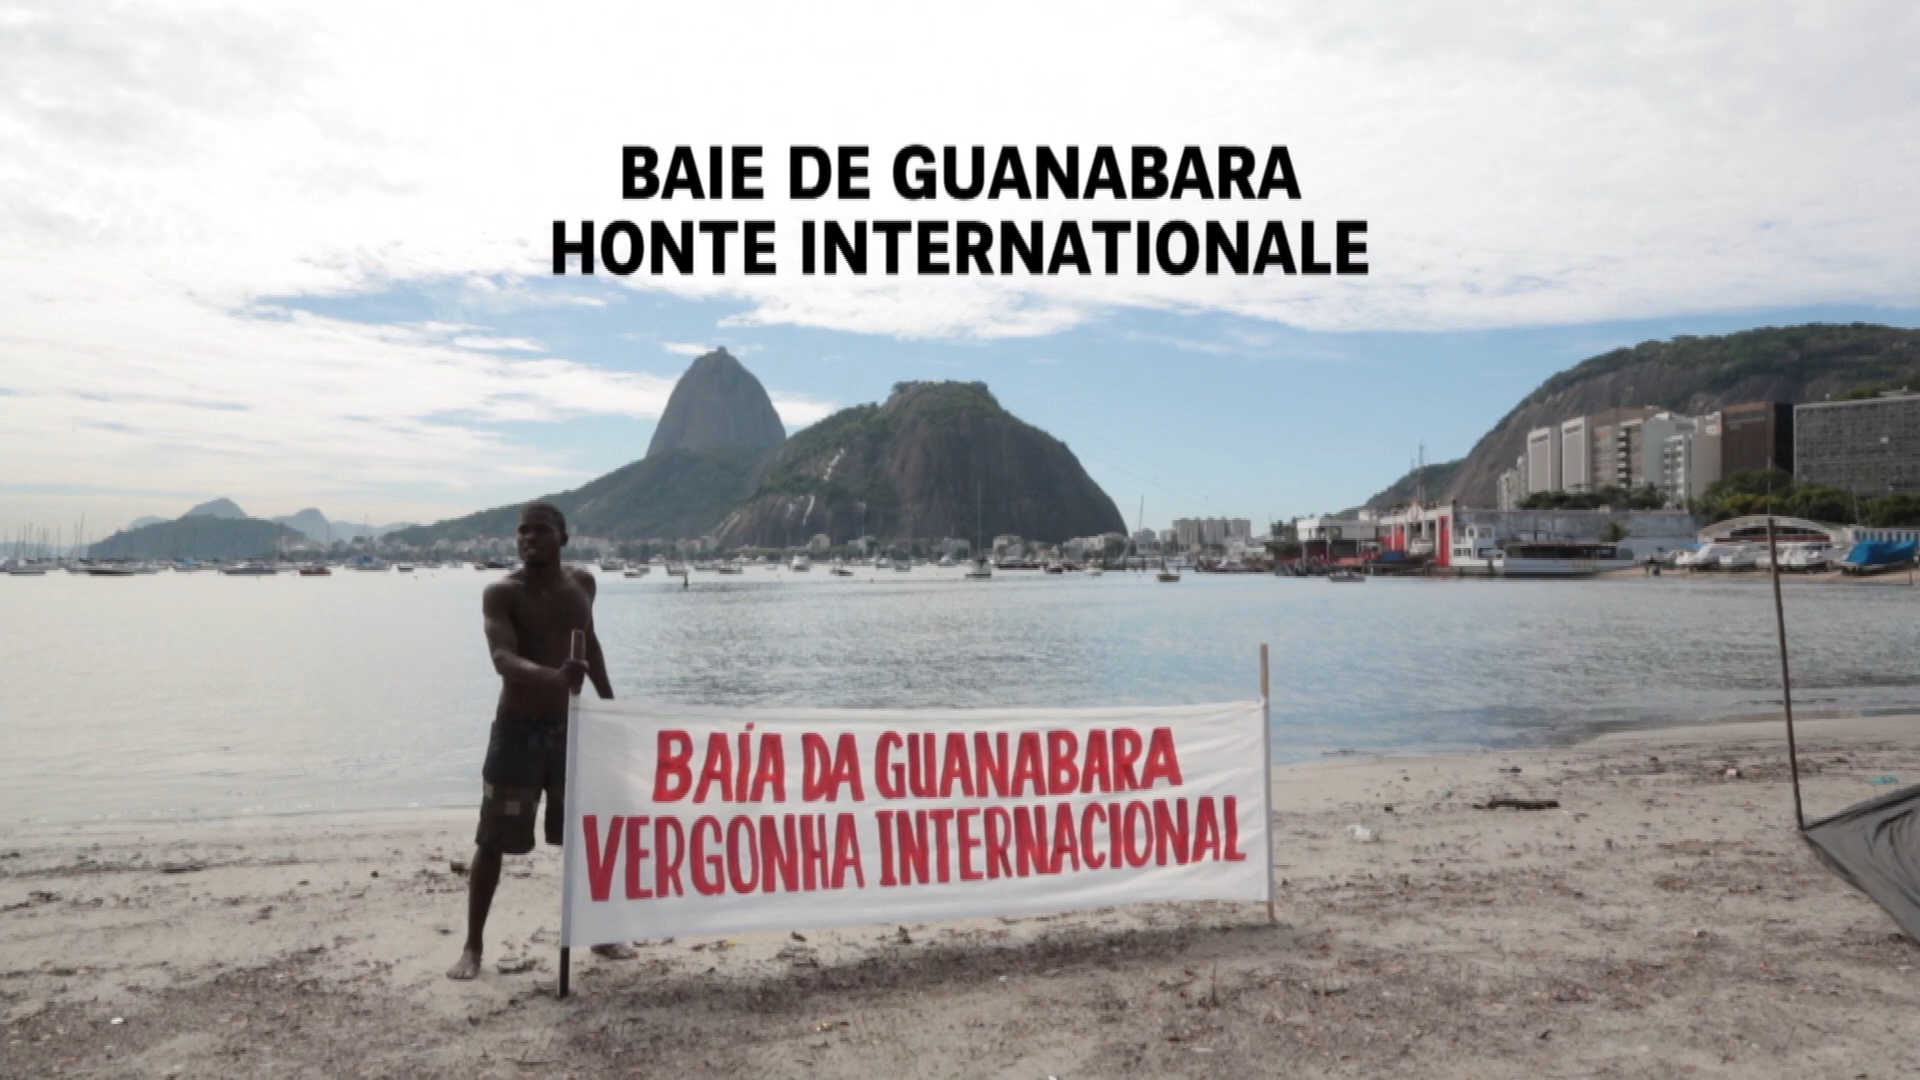 BAIE DE GUANABARA
HONTE INTERNATIONALE
BAÍA DA GUANABARA
VERGONHA INTERNACIONAL